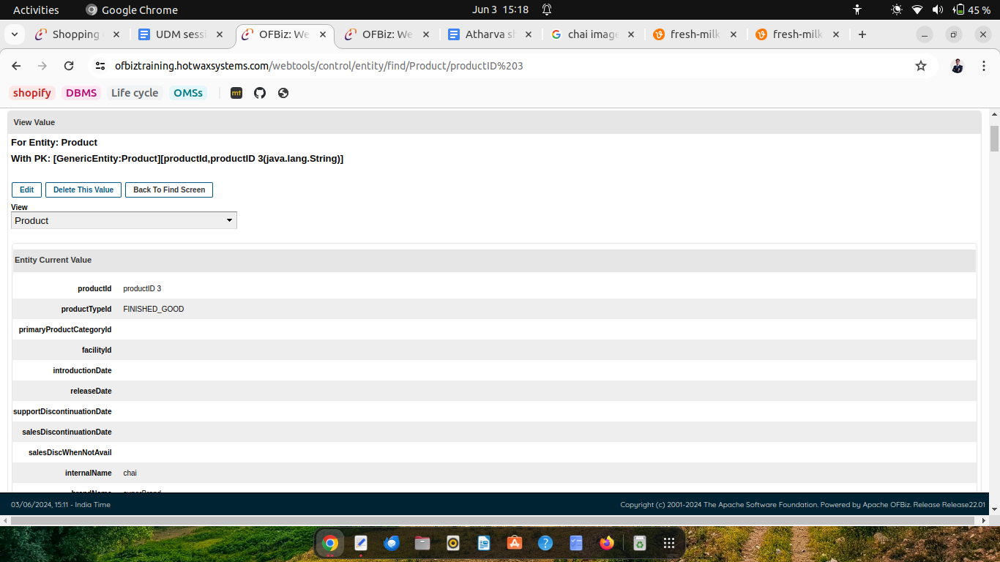 Activities Google Chrome Jun 3 15:18 45 %
Shopping UDM sessi OFBiz: We OFBiz: We Atharva sh chai image fresh-milk fresh-milk
ofbiztraining.hotwaxsystems.com/webtools/control/entity/find/Product/productID%203
shopify DBMS Life cycle OMSs mt
View Value
For Entity: Product
With PK: [GenericEntity:Product][productId,productID 3(java.lang.String)]
Edit Delete This Value Back To Find Screen
View
Product
Entity Current Value
productId productID 3
productTypeId FINISHED_GOOD
primaryProductCategoryId
facilityId
introductionDate
releaseDate
supportDiscontinuationDate
salesDiscontinuationDate
salesDiscWhenNotAvail
internalName chai
brandName
03/06/2024, 15:11 - India Time Copyright (c) 2001-2024 The Apache Software Foundation. Powered by Apache OFBiz. Release Release22.01